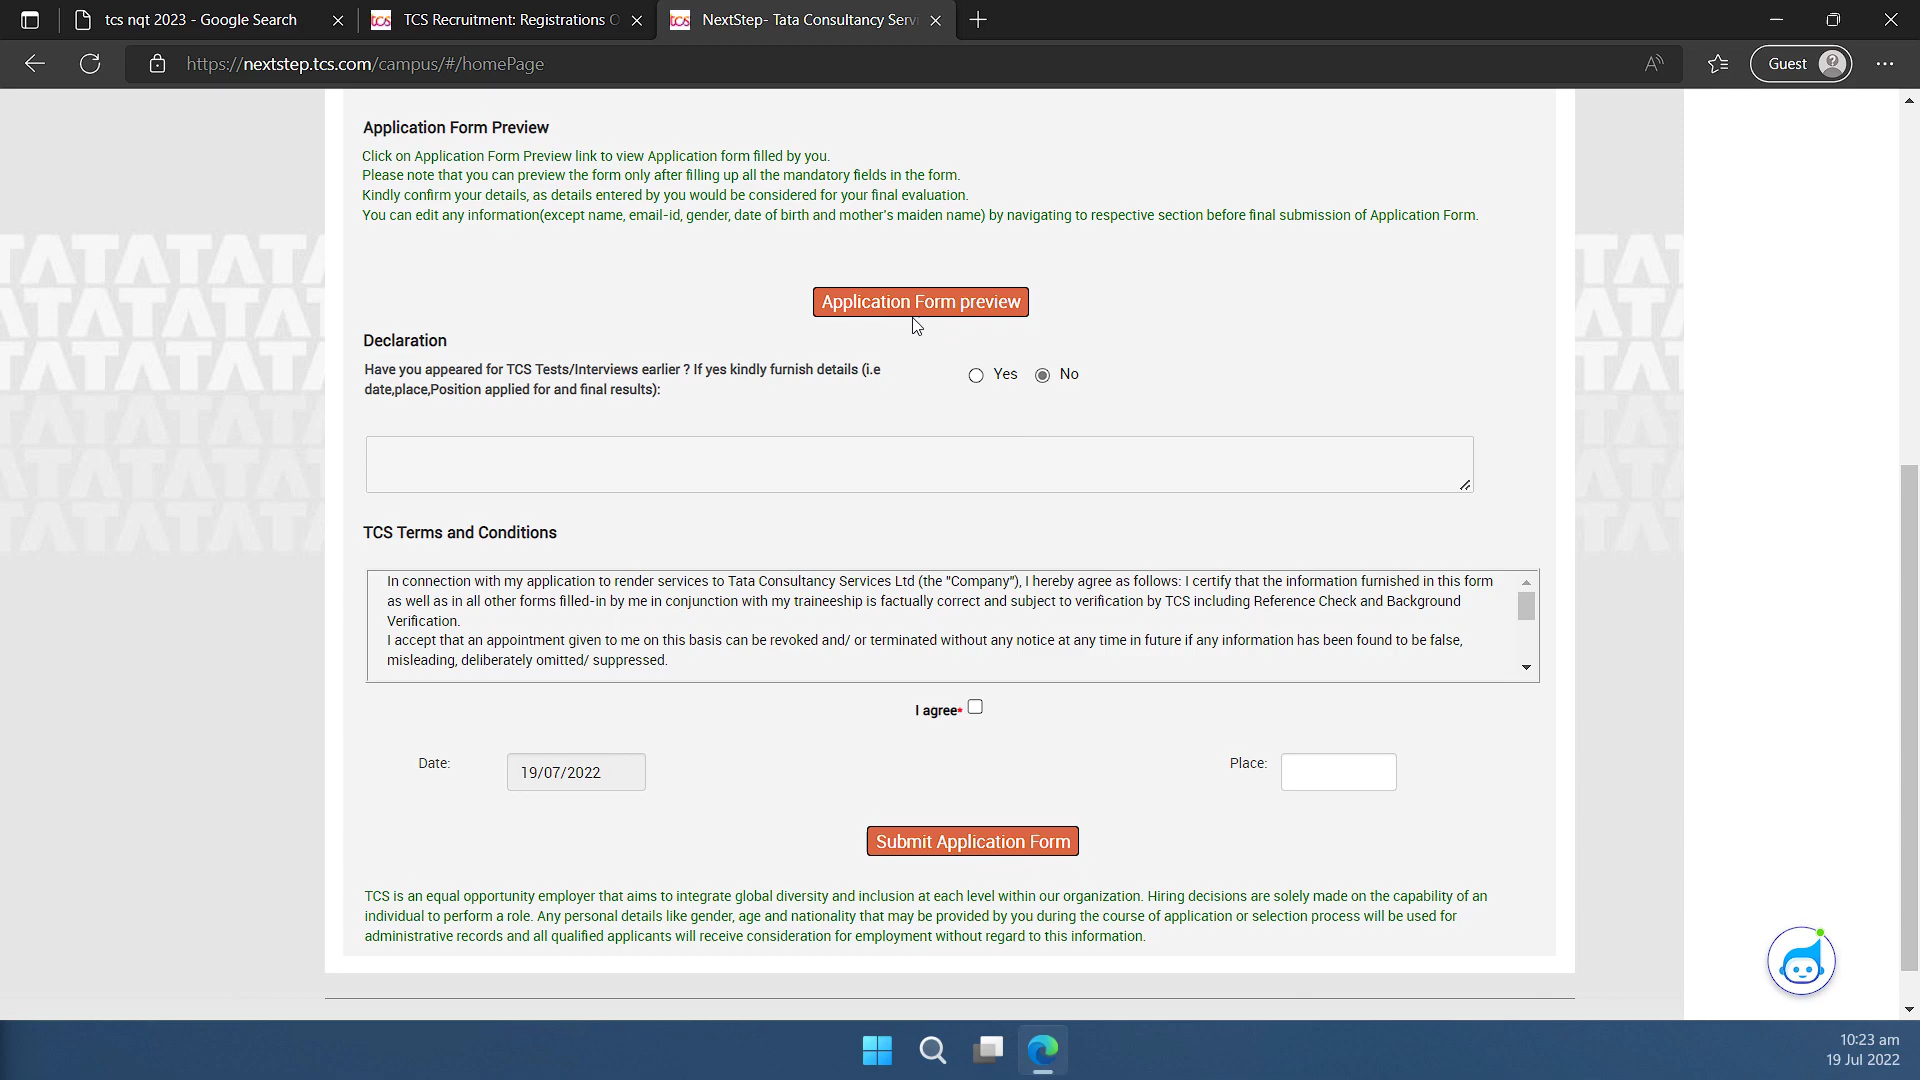 tcs nqt 2023 - Google Search
tcs TCS Recruitment: Registrations O
tcs NextStep- Tata Consultancy Serv
https://nextstep.tcs.com/campus/#/homePage
Guest
Application Form Preview
Click on Application Form Preview link to view Application form filled by you.
Please note that you can preview the form only after filling up all the mandatory fields in the form.
Kindly confirm your details, as details entered by you would be considered for your final evaluation.
You can edit any information(except name, email-id, gender, date of birth and mother's maiden name) by navigating to respective section before final submission of Application Form.
Application Form preview
Declaration
Have you appeared for TCS Tests/Interviews earlier ? If yes kindly furnish details (i.e
date,place,Position applied for and final results):
Yes No
TCS Terms and Conditions
In connection with my application to render services to Tata Consultancy Services Ltd (the "Company"), I hereby agree as follows: I certify that the information furnished in this form
as well as in all other forms filled-in by me in conjunction with my traineeship is factually correct and subject to verification by TCS including Reference Check and Background
Verification.
I accept that an appointment given to me on this basis can be revoked and/ or terminated without any notice at any time in future if any information has been found to be false,
misleading, deliberately omitted/ suppressed.
I agree*
Date: 19/07/2022 Place:
Submit Application Form
TCS is an equal opportunity employer that aims to integrate global diversity and inclusion at each level within our organization. Hiring decisions are solely made on the capability of an
individual to perform a role. Any personal details like gender, age and nationality that may be provided by you during the course of application or selection process will be used for
administrative records and all qualified applicants will receive consideration for employment without regard to this information.
10:23 am
19 Jul 2022